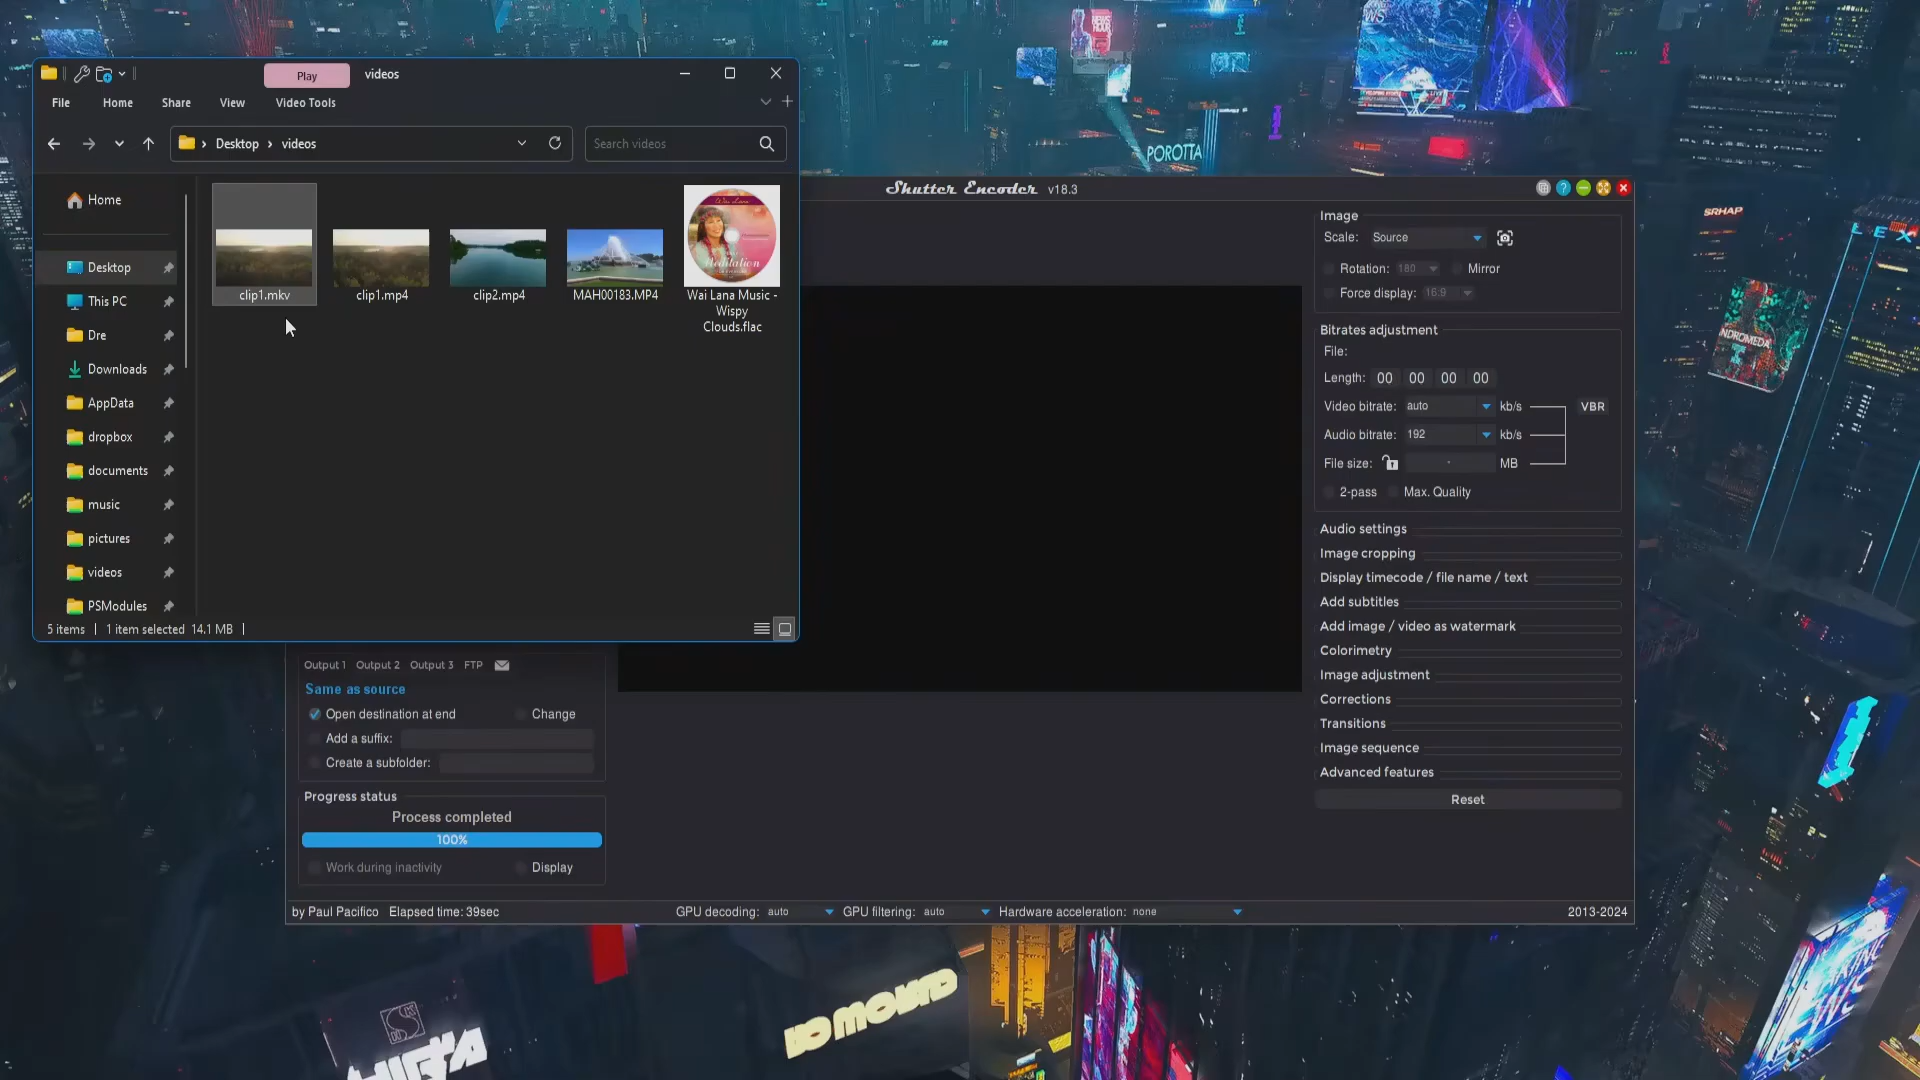 Play
videos
File
Home
Share
View
Video Tools
Desktop
videos
Search videos
Home
Desktop
This PC
Dre
Downloads
AppData
dropbox
documents
music
pictures
videos
PSModules
clip1.mkv
clip1.mp4
clip2.mp4
MAH00183.MP4
Wai Lana Music -
Wispy
Clouds.flac
5 items
1 item selected 14.1 MB
Shutter Encoder v18.3
?
Image
Scale: Source
Rotation: 180
Mirror
Force display: 16:9
Bitrates adjustment
File:
Length: 00 00 00 00
Video bitrate: auto kb/s
VBR
Audio bitrate: 192 kb/s
File size: - MB
2-pass
Max. Quality
Audio settings
Image cropping
Display timecode / file name / text
Add subtitles
Add image / video as watermark
Colorimetry
Image adjustment
Corrections
Transitions
Image sequence
Advanced features
Reset
Output 1
Output 2
Output 3
FTP
Same as source
Open destination at end
Change
Add a suffix:
Create a subfolder:
Progress status
Process completed
100%
Work during inactivity
Display
by Paul Pacifico
Elapsed time: 39sec
GPU decoding: auto
GPU filtering: auto
Hardware acceleration: none
2013-2024
POROTTA
SRHAP
LEX
NDROMEDA